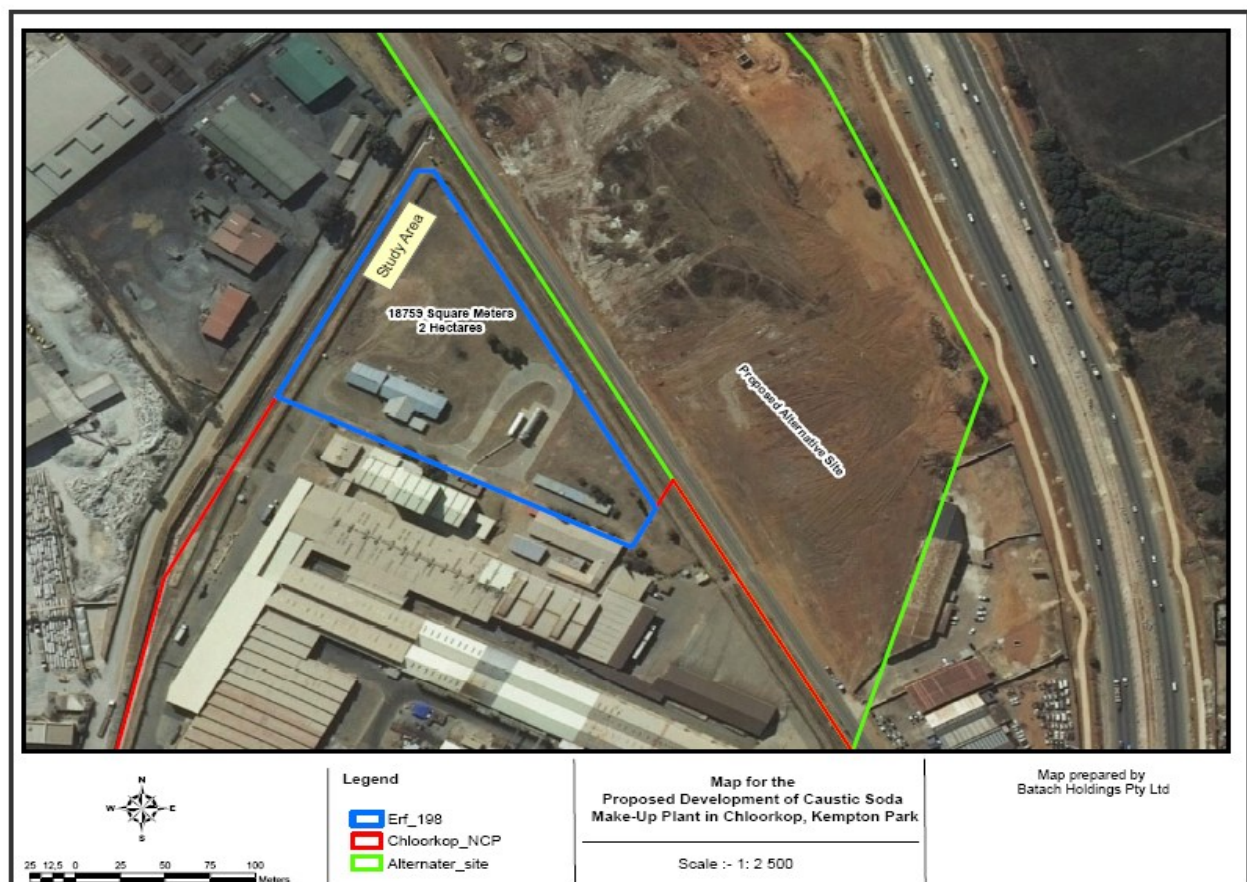 Study Area
18759 Square Meters
2 Hectares
Proposed Alternative Site
N
W E
S
25 12,5 0 25 50 75 100
Meters
Legend
Erf_198
Chloorkop_NCP
Alternater_site
Map for the
Proposed Development of Caustic Soda
Make-Up Plant in Chloorkop, Kempton Park
Scale :- 1: 2 500
Map prepared by
Batach Holdings Pty Ltd